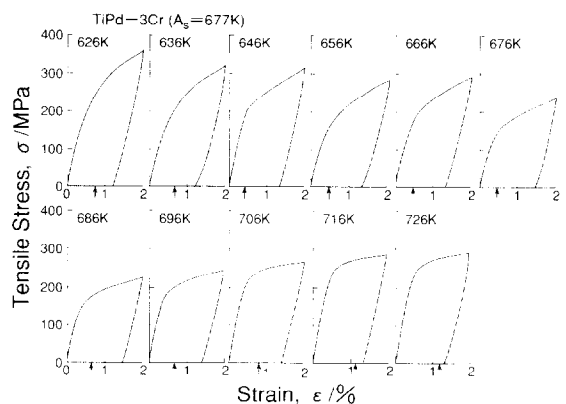 TiPd—3Cr (As=677K)
400 626K 636K 646K 656K 666K 676K
300
200
100
0
0 1 2 1 2 1 2 1 2 1 2 1 2
686K 696K 706K 716K 726K
300
200
100
0
0 1 2 1 2 1 2 1 2 1 2
Tensile Stress, σ /MPa
Strain, ε /%